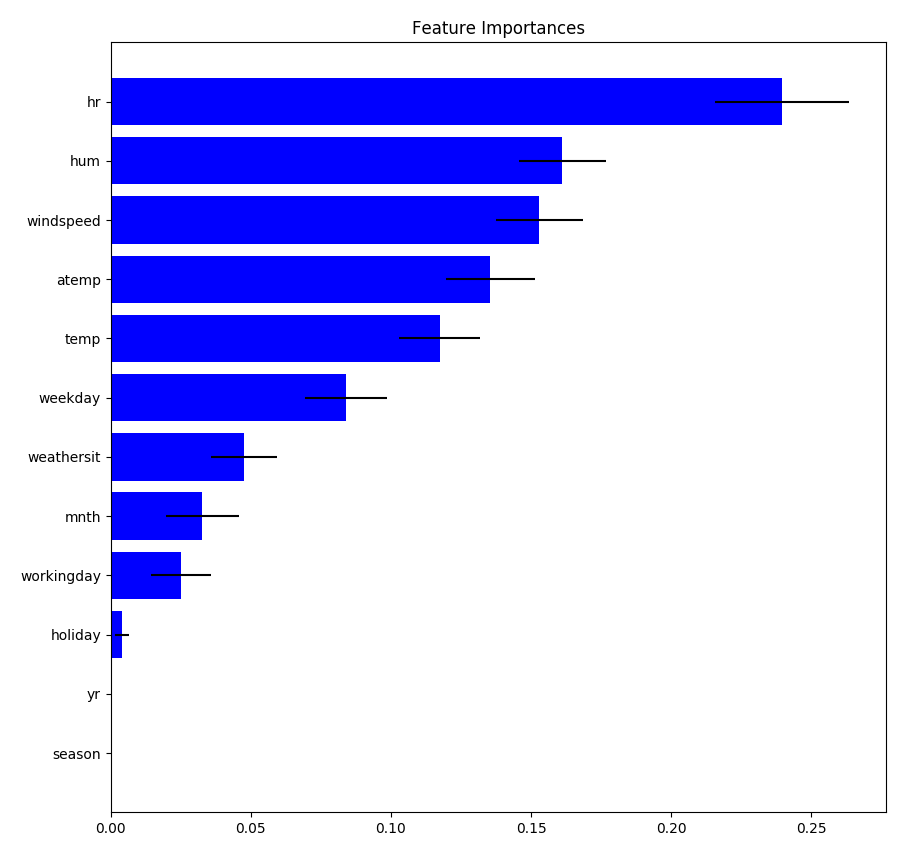 Feature Importances
hr
hum
windspeed
atemp
temp
weekday
weathersit
mnth
workingday
holiday
yr
season
0.00 0.05 0.10 0.15 0.20 0.25